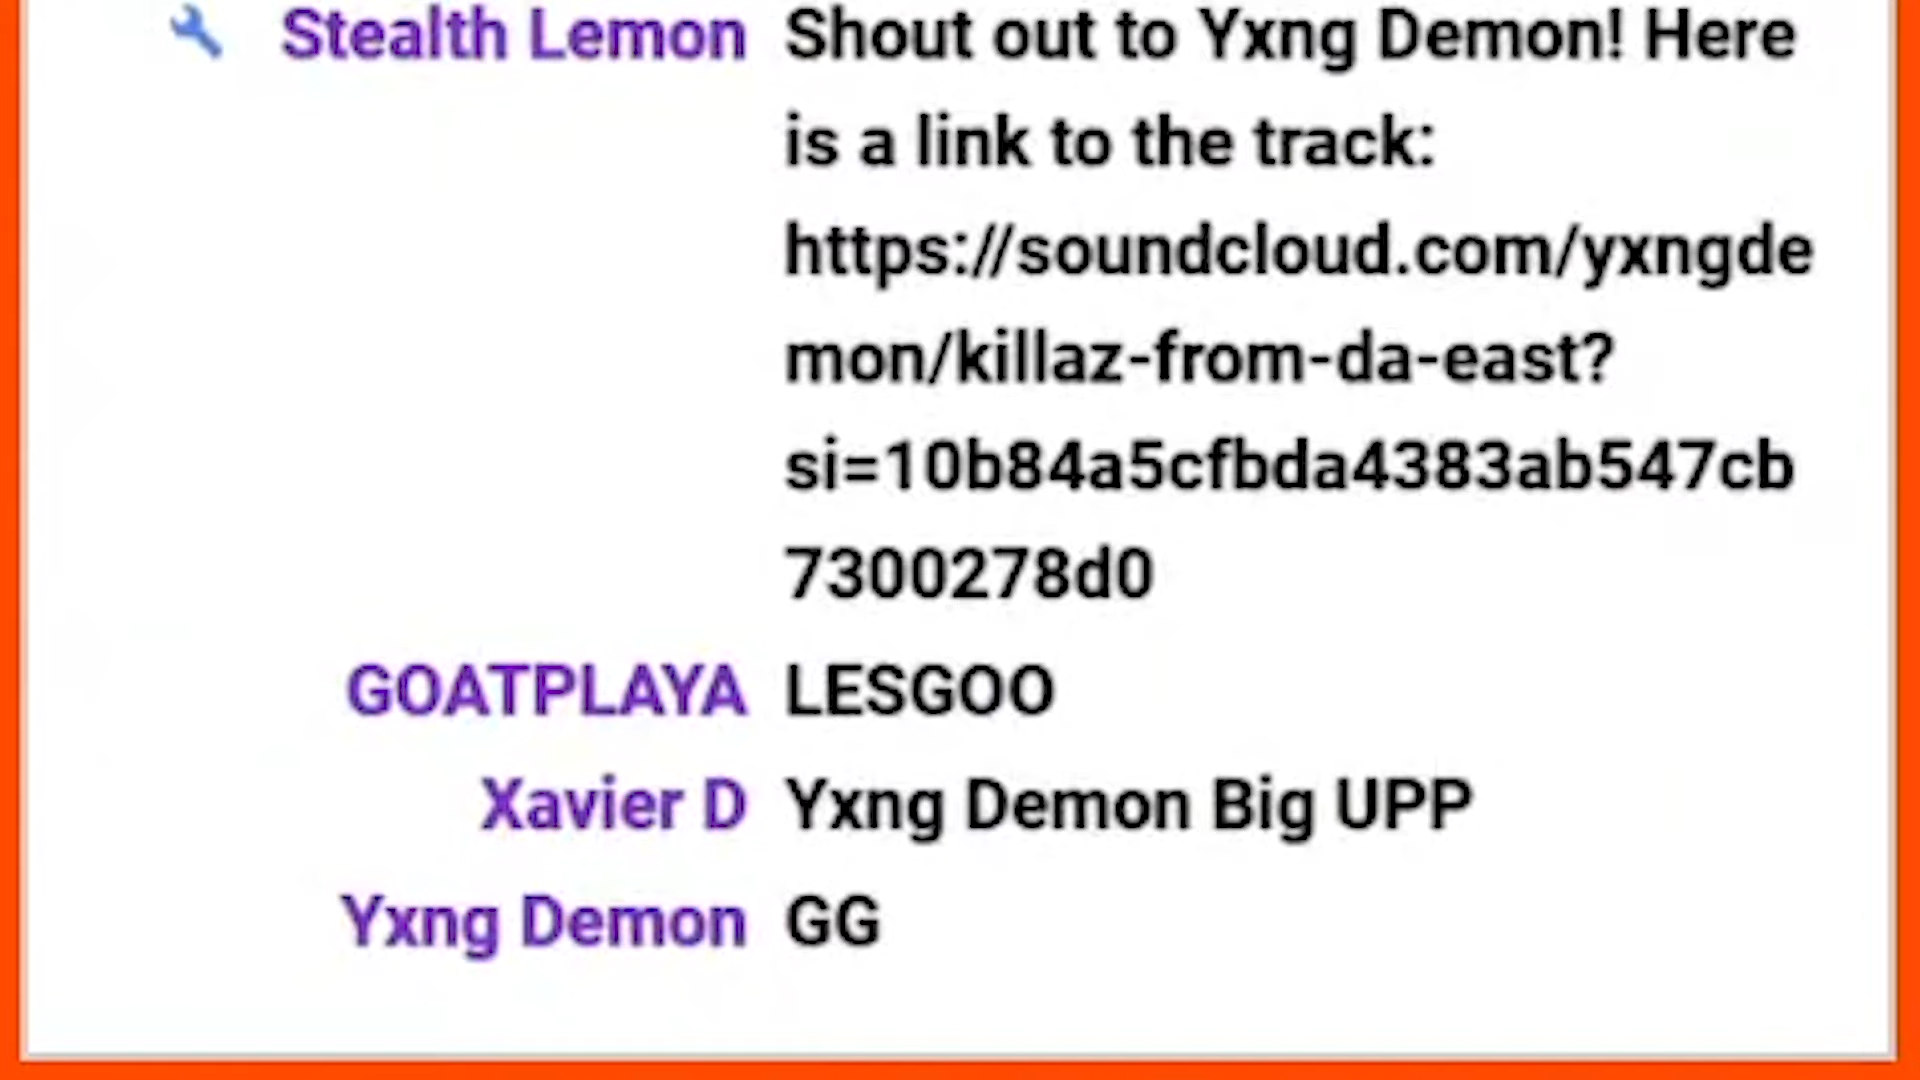 Stealth Lemon Shout out to Yxng Demon! Here
is a link to the track:
https://soundcloud.com/yxngde
mon/killaz-from-da-east?
si=10b84a5cfbda4383ab547cb
7300278d0
GOATPLAYA LESGOO
Xavier D Yxng Demon Big UPP
Yxng Demon GG